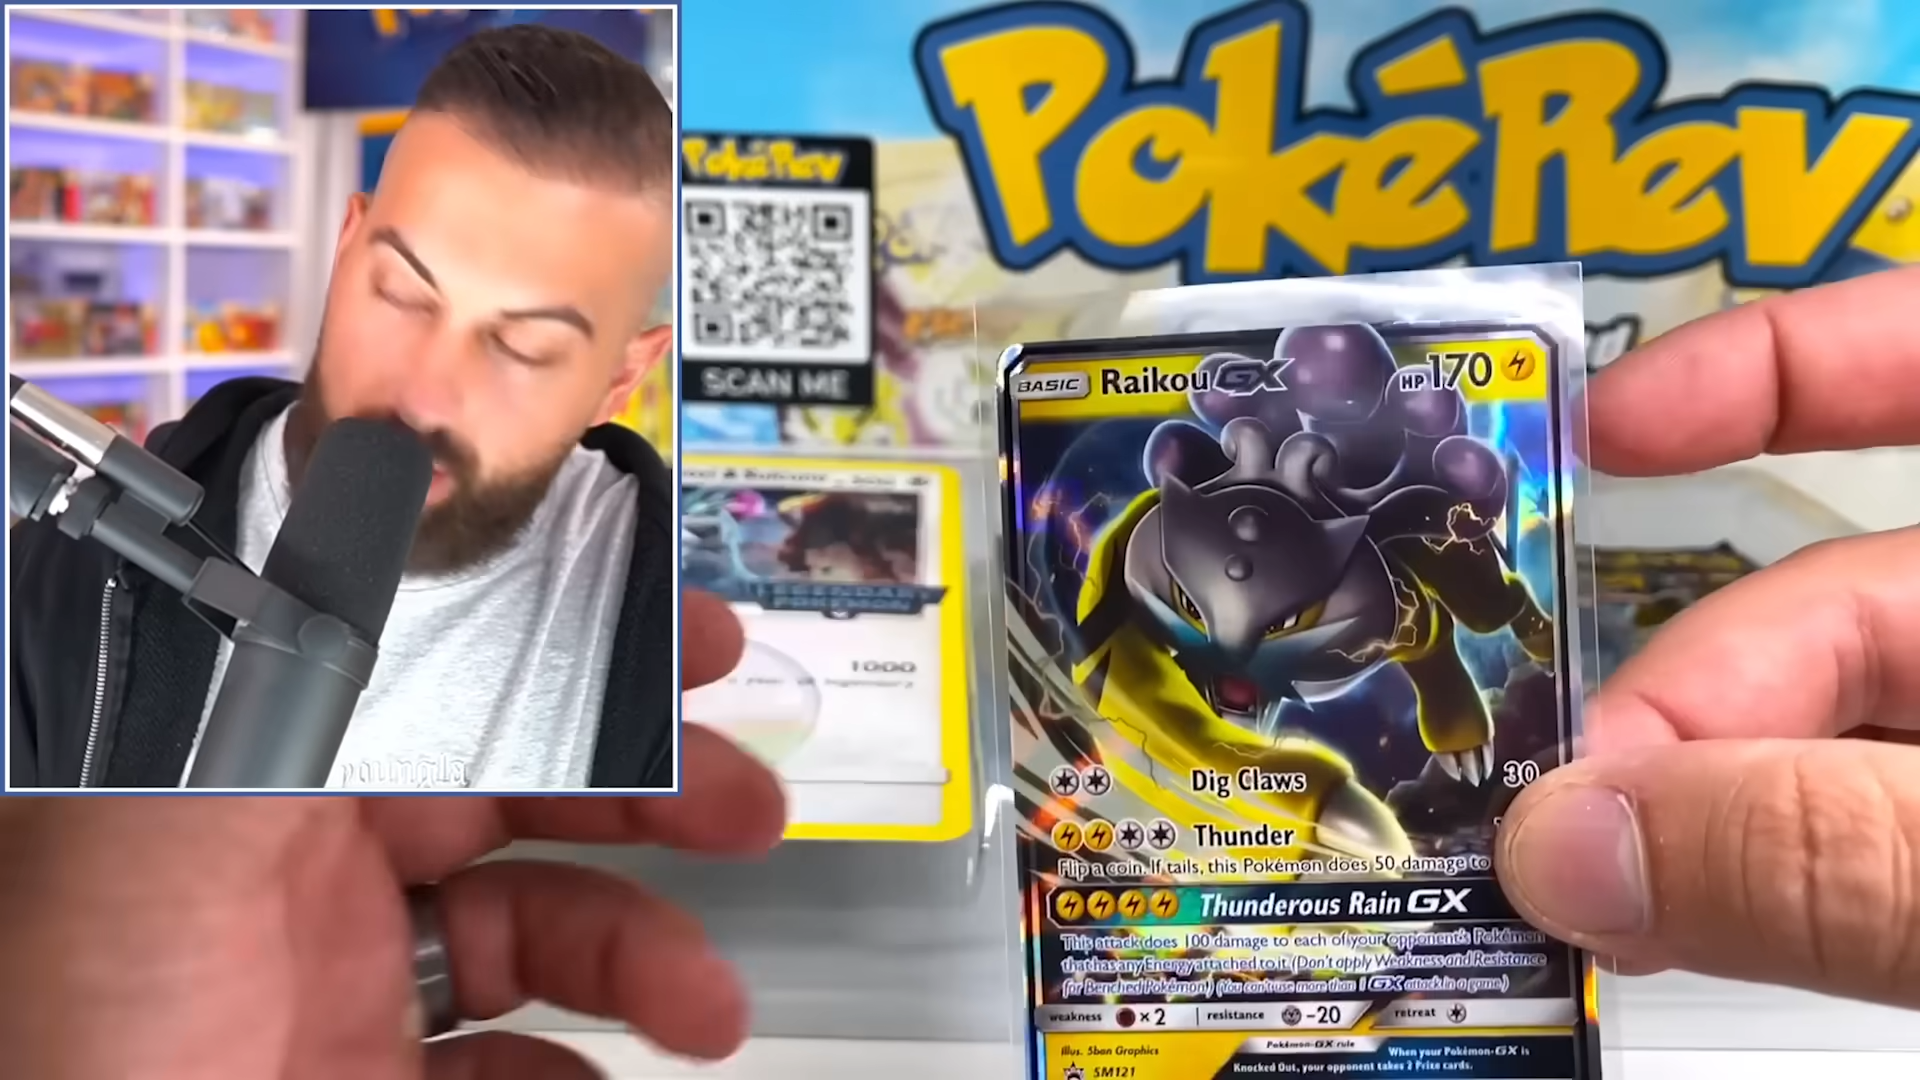 PokéRev
PokéRev
SCAN ME
BASIC Raikou GX HP 170
LEGENDARY
1000
Dig Claws 30
Thunder
Flip a coin. If tails, this Pokémon does 50 damage to
Thunderous Rain GX
This attack does 100 damage to each of your opponent's Pokémon
that has any Energy attached to it. (Don't apply Weakness and Resistance
for Benched Pokémon.) (You can't use more than 1 GX attack in a game.)
weakness ×2 resistance -20 retreat
Pokémon-GX rule
When your Pokémon-GX is
Knocked Out, your opponent takes 2 Prize cards.
Illus. 5ban Graphics
SM121
youngla